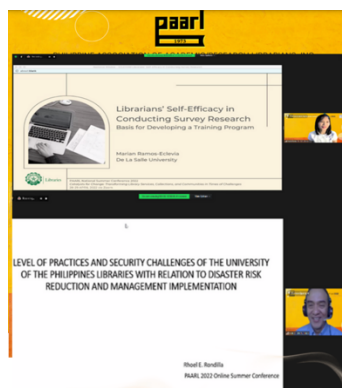 paarl
Librarians' Self-Efficacy in
Conducting Survey Research
Basis for Developing a Training Program
Marian Ramos-Eclevia
De La Salle University
Libraries
LEVEL OF PRACTICES AND SECURITY CHALLENGES OF THE UNIVERSITY
OF THE PHILIPPINES LIBRARIES WITH RELATION TO DISASTER RISK
REDUCTION AND MANAGEMENT IMPLEMENTATION
Rhoel E. Rondilla
PAARL 2022 Online Summer Conference